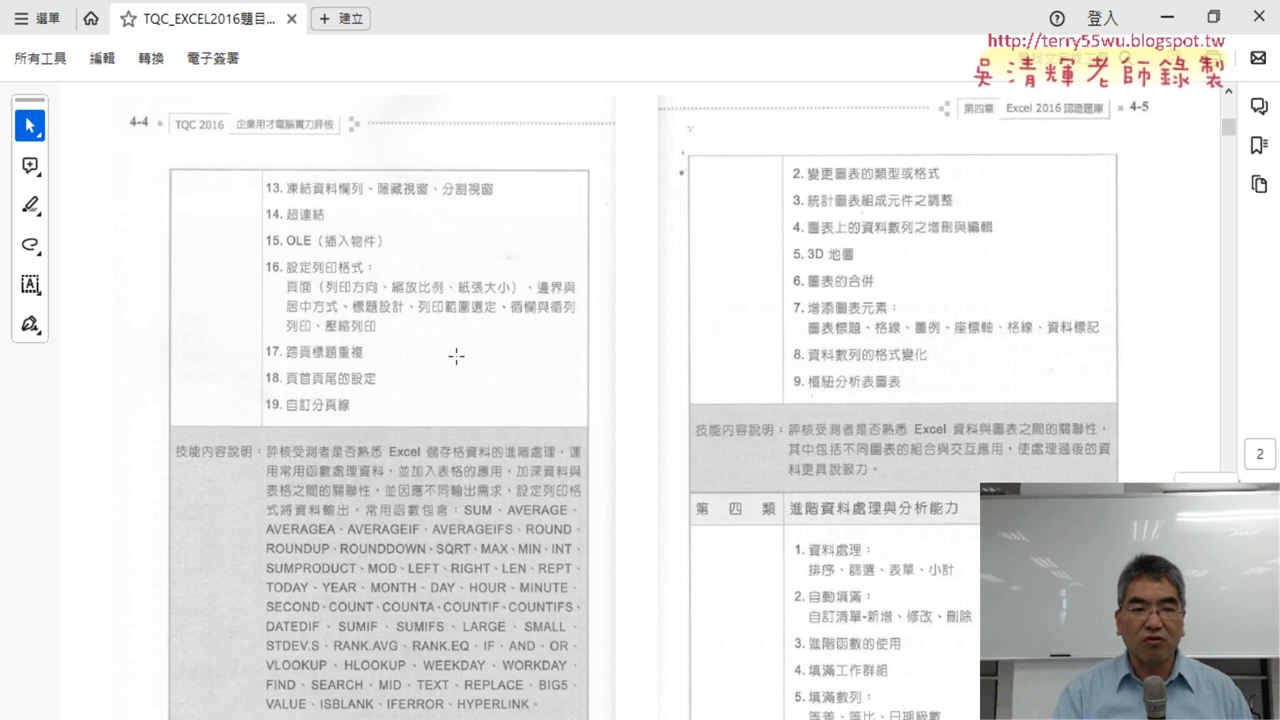 選單
TQC_EXCEL2016題目...
建立
登入
所有工具
編輯
轉換
電子簽署
http://terry55wu.blogspot.tw
吳清輝老師錄製
4-4
TQC 2016 企業用才電腦實力評核
13. 凍結資料欄列、隱藏視窗、分割視窗
14. 超連結
15. OLE（插入物件）
16. 設定列印格式：
頁面（列印方向、縮放比例、紙張大小）、邊界與
居中方式、標題設計、列印範圍選定、循欄與循列
列印、壓縮列印
17. 跨頁標題重複
18. 頁首頁尾的設定
19. 自訂分頁線
技能內容說明：評核受測者是否熟悉 Excel 儲存格資料的進階處理，運
用常用函數處理資料，並加入表格的應用，加深資料與
表格之間的關聯性，並因應不同輸出需求，設定列印格
式將資料輸出。常用函數包含：SUM、AVERAGE、
AVERAGEA、AVERAGEIF、AVERAGEIFS、ROUND、
ROUNDUP、ROUNDDOWN、SQRT、MAX、MIN、INT、
SUMPRODUCT、MOD、LEFT、RIGHT、LEN、REPT、
TODAY、YEAR、MONTH、DAY、HOUR、MINUTE、
SECOND、COUNT、COUNTA、COUNTIF、COUNTIFS、
DATEDIF、SUMIF、SUMIFS、LARGE、SMALL、
STDEV.S、RANK.AVG、RANK.EQ、IF、AND、OR、
VLOOKUP、HLOOKUP、WEEKDAY、WORKDAY、
FIND、SEARCH、MID、TEXT、REPLACE、BIG5、
VALUE、ISBLANK、IFERROR、HYPERLINK。
第四章 Excel 2016 認證題庫 4-5
2. 變更圖表的類型或格式
3. 統計圖表組成元件之調整
4. 圖表上的資料數列之增刪與編輯
5. 3D 地圖
6. 圖表的合併
7. 增添圖表元素：
圖表標題、格線、圖例、座標軸、格線、資料標記
8. 資料數列的格式變化
9. 樞紐分析表圖表
技能內容說明：評核受測者是否熟悉 Excel 資料與圖表之間的關聯性，
其中包括不同圖表的組合與交互應用，使處理過後的資
料更具說服力。
第四類 進階資料處理與分析能力
1. 資料處理：
排序、篩選、表單、小計
2. 自動填滿：
自訂清單-新增、修改、刪除
3. 進階函數的使用
4. 填滿工作群組
5. 填滿數列：
等差、等比、日期級數
2